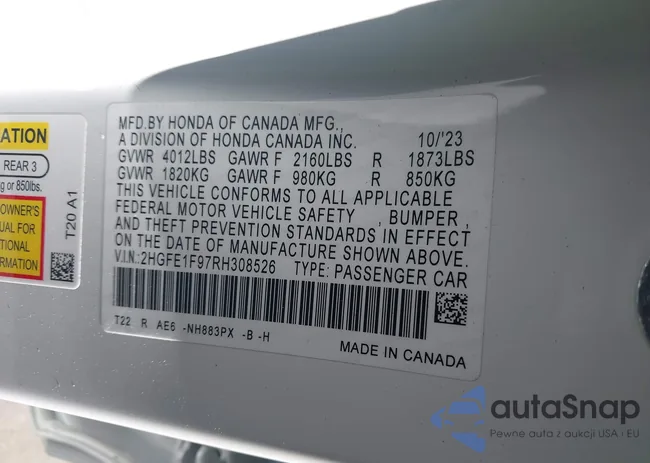 ATION
REAR 3
g or 850lbs.
OWNER'S
UAL FOR
TIONAL
RMATION
T20 A1
MFD.BY HONDA OF CANADA MFG.,
A DIVISION OF HONDA CANADA INC. 10/'23
GVWR 4012LBS GAWR F 2160LBS R 1873LBS
GVWR 1820KG GAWR F 980KG R 850KG
THIS VEHICLE CONFORMS TO ALL APPLICABLE
FEDERAL MOTOR VEHICLE SAFETY , BUMPER,
AND THEFT PREVENTION STANDARDS IN EFFECT
ON THE DATE OF MANUFACTURE SHOWN ABOVE.
V.I.N:2HGFE1F97RH308526 TYPE: PASSENGER CAR
T22 R AE6 -NH883PX -B -H
MADE IN CANADA
autaSnap
Pewne auta z aukcji USA i EU